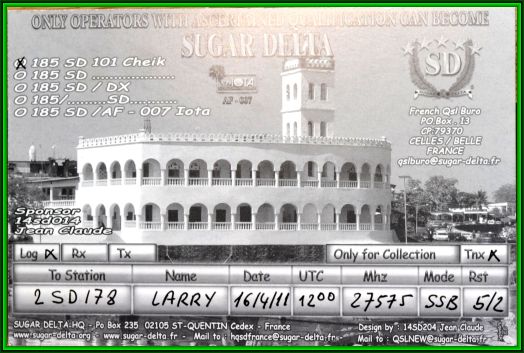 ONLY OPERATORS WITH ASCERTAINED QUALIFICATION CAN BECOME
SUGAR DELTA
X 185 SD 101 Cheik
O 185 SD ....................
O 185 SD / DX
O 185/..........SD............
O 185 SD /AF - 007 Iota
IOTA
AF - 007
SD
French Qsl Buro
PO Box..13
CP:79370
CELLES / BELLE
FRANCE
qslburo@sugar-delta.fr
Sponsor
14sd014
Jean Claude
Log X Rx Tx Only for Collection Tnx X
To Station Name Date UTC Mhz Mode Rst
2 SD 178 LARRY 16/4/11 1200 27575 SSB 5/2
SUGAR DELTA:HQ - Po Box 235 02105 ST-QUENTIN Cedex - France Design by : 14SD204 Jean Claude
www.sugar-delta.org - www.sugar-delta.fr - Mail to : hqsdfrance@sugar-delta.fr Mail to : QSLNEW@sugar-delta.fr